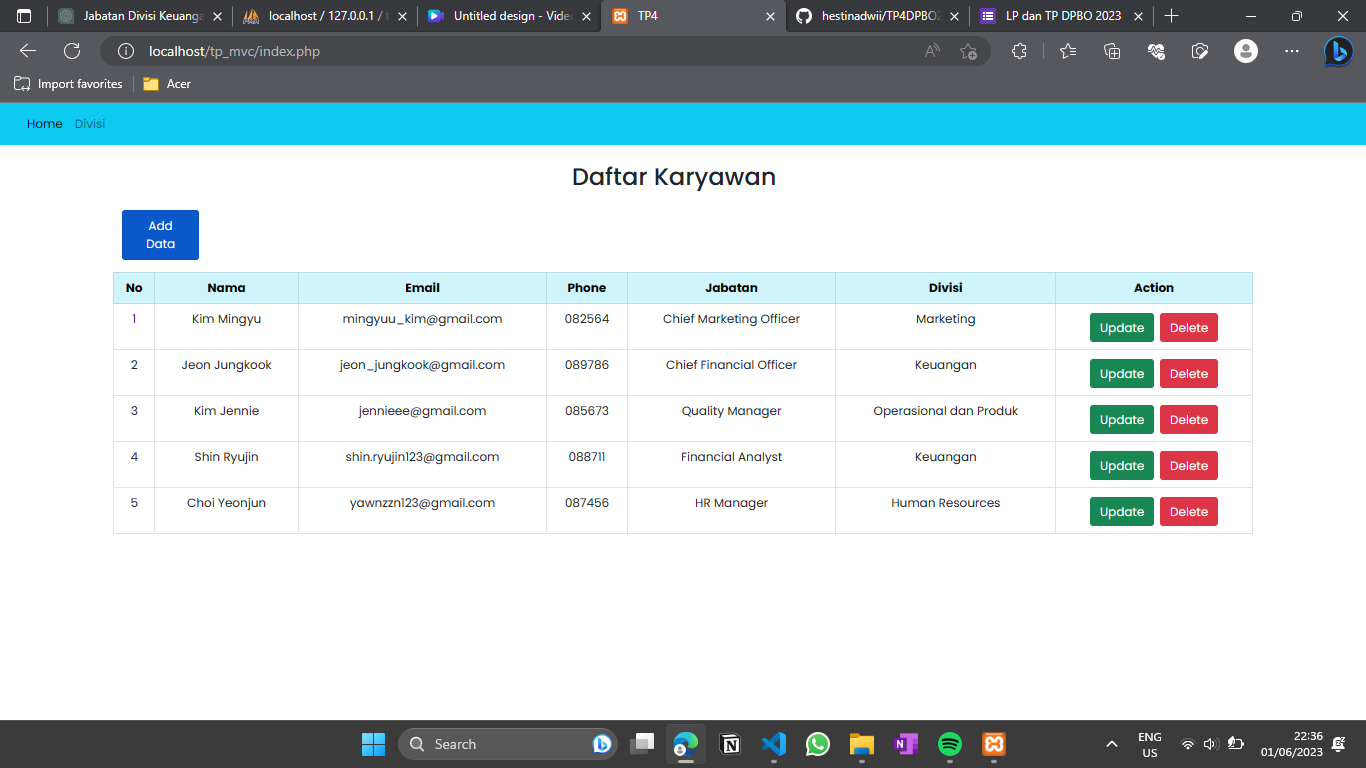 Jabatan Divisi Keuanga
localhost / 127.0.0.1 / t
Untitled design - Vide
TP4
hestinadwii/TP4DPBO2
LP dan TP DPBO 2023
localhost/tp_mvc/index.php
Import favorites
Acer
Home Divisi
Daftar Karyawan
Add
Data
No Nama Email Phone Jabatan Divisi Action
1 Kim Mingyu mingyuu_kim@gmail.com 082564 Chief Marketing Officer Marketing Update Delete
2 Jeon Jungkook jeon_jungkook@gmail.com 089786 Chief Financial Officer Keuangan Update Delete
3 Kim Jennie jennieee@gmail.com 085673 Quality Manager Operasional dan Produk Update Delete
4 Shin Ryujin shin.ryujin123@gmail.com 088711 Financial Analyst Keuangan Update Delete
5 Choi Yeonjun yawnzzn123@gmail.com 087456 HR Manager Human Resources Update Delete
Search
ENG
US
22:36
01/06/2023